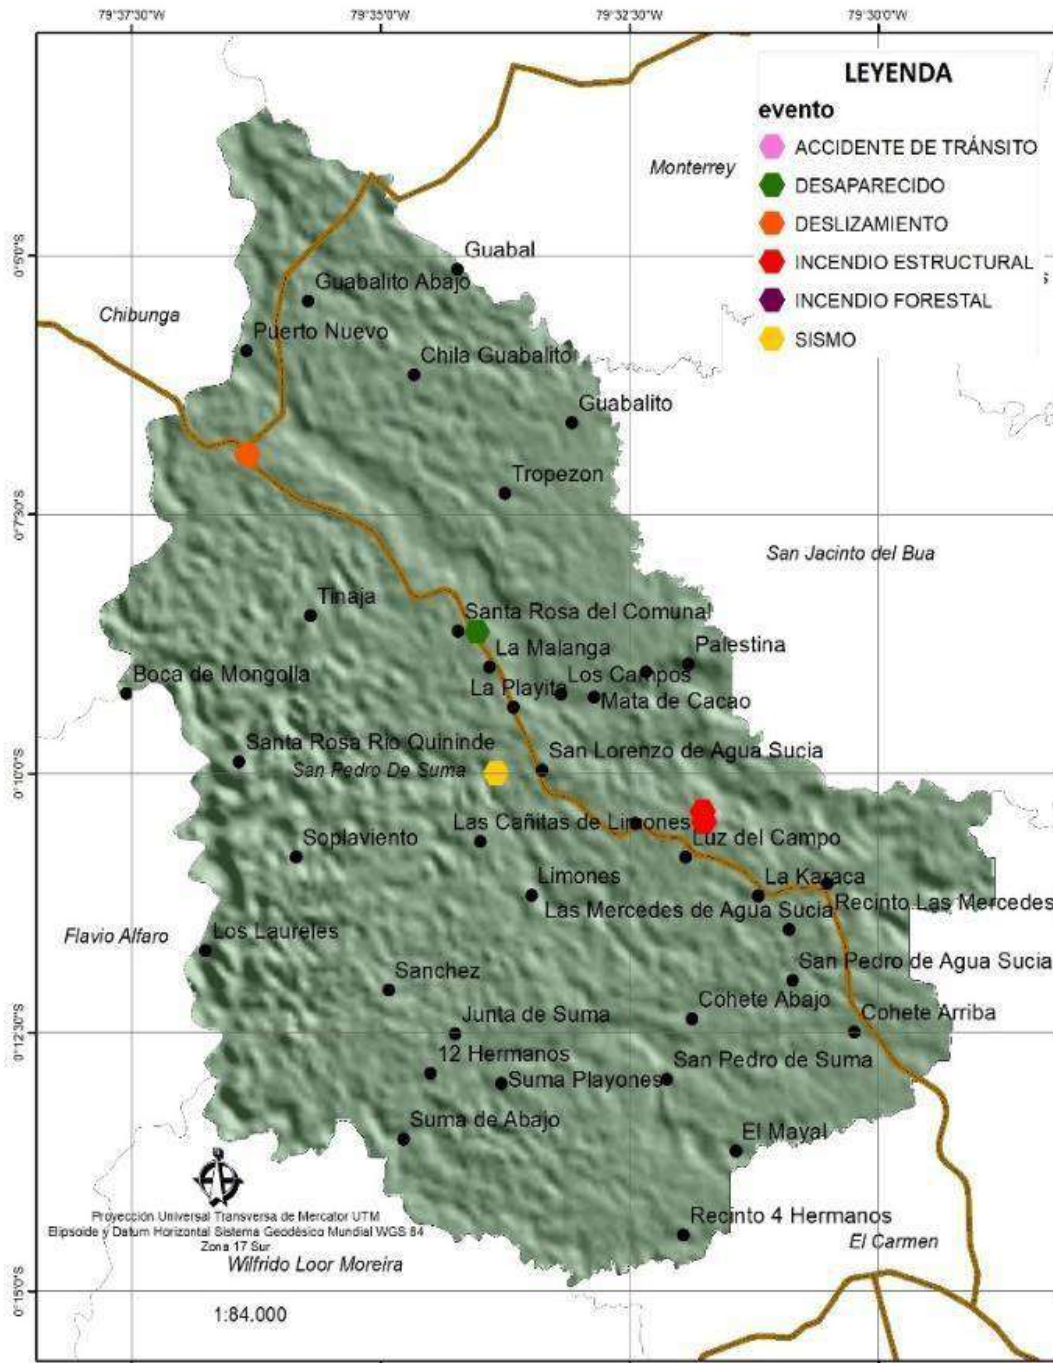 79°37'30"W
79°35'0"W
79°32'30"W
79°30'0"W
LEYENDA
evento
ACCIDENTE DE TRÁNSITO
DESAPARECIDO
DESLIZAMIENTO
INCENDIO ESTRUCTURAL
INCENDIO FORESTAL
SISMO
Monterrey
s
0°5'0"S
Guabal
Guabalito Abajo
Chibunga
Puerto Nuevo
Chila Guabalito
Guabalito
Tropezon
0°7'30"S
San Jacinto del Bua
Tinaja
Santa Rosa del Comunal
La Malanga
Palestina
Boca de Mongolla
Los Campos
La Playita
Mata de Cacao
Santa Rosa Rio Quininde
San Lorenzo de Agua Sucia
San Pedro De Suma
0°10'0"S
Las Cañitas de Limones
Soplaviento
Luz del Campo
Limones
La Karaca
Las Mercedes de Agua Sucia
Recinto Las Mercedes
Flavio Alfaro
Los Laureles
Sanchez
San Pedro de Agua Sucia
Cohete Abajo
Junta de Suma
Cohete Arriba
0°12'30"S
12 Hermanos
San Pedro de Suma
Suma Playones
Suma de Abajo
El Mayal
Proyección Universal Transversa de Mercator UTM
Elipsoide y Datum Horizontal Sistema Geodésico Mundial WGS 84
Zona 17 Sur
Recinto 4 Hermanos
El Carmen
Wilfrido Loor Moreira
0°15'0"S
1:84.000